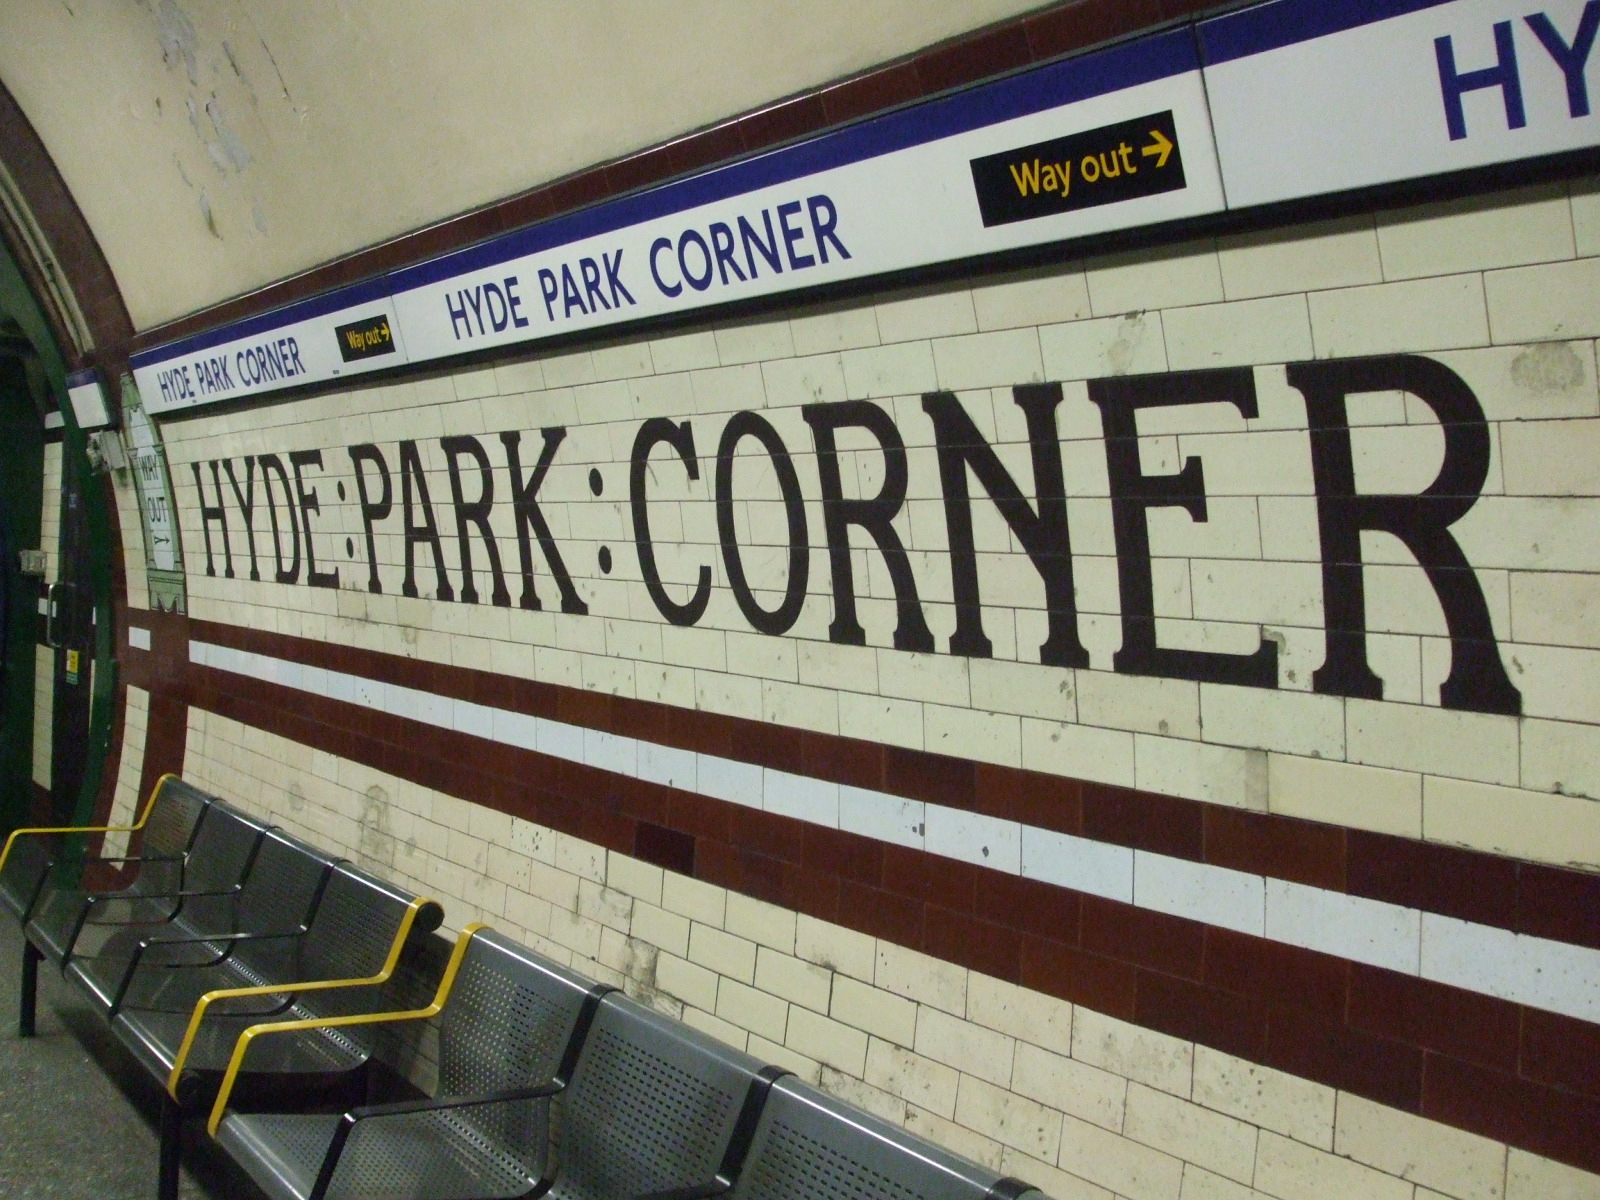 HYDE PARK CORNER Way out → HYDE PARK CORNER Way out → HY
WAY
OUT
→
HYDE : PARK : CORNER